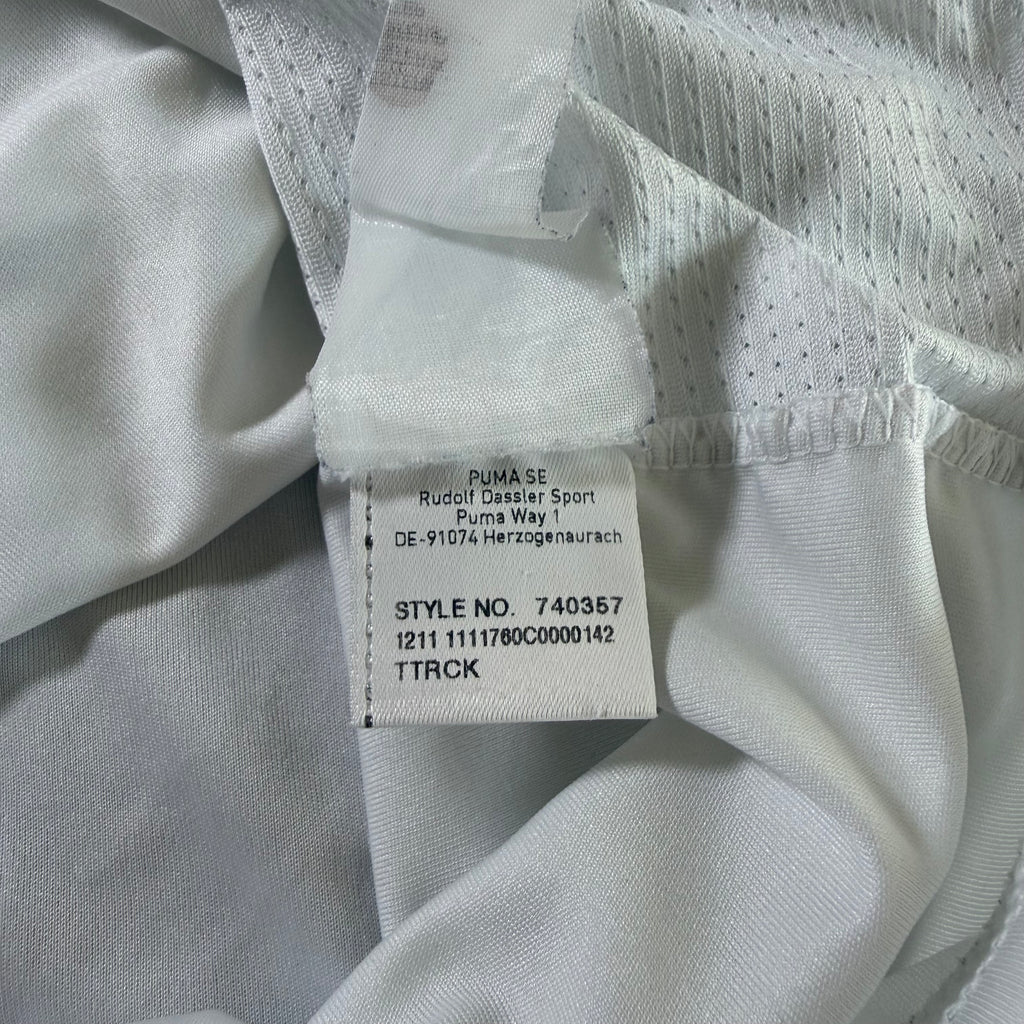 PUMA SE
Rudolf Dassler Sport
Puma Way 1
DE-91074 Herzogenaurach
STYLE NO. 740357
1211 1111760C0000142
TTRCK